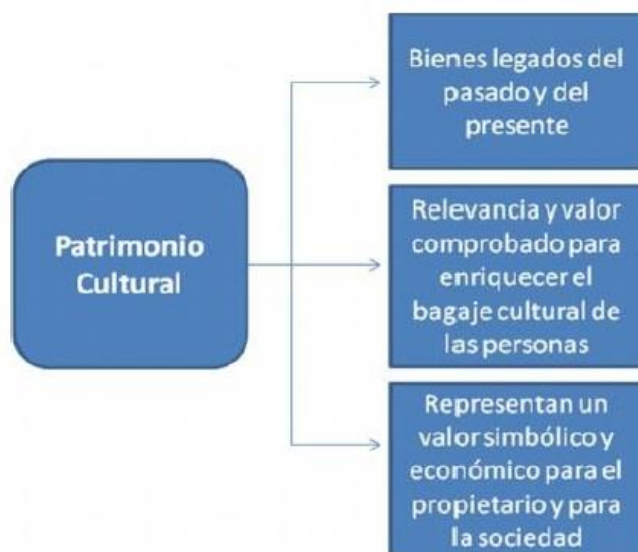 Patrimonio
Cultural
Bienes legados del
pasado y del
presente
Relevancia y valor
comprobado para
enriquecer el
bagaje cultural de
las personas
Representan un
valor simbólico y
económico para el
propietario y para
la sociedad